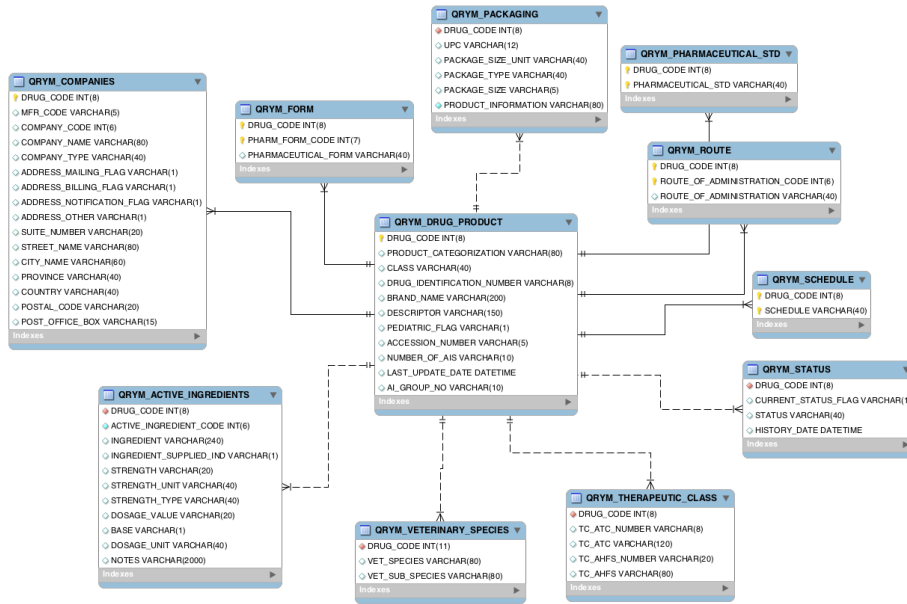 QRYM_PACKAGING
DRUG_CODE INT(8)
UPC VARCHAR(12)
PACKAGE_SIZE_UNIT VARCHAR(40)
PACKAGE_TYPE VARCHAR(40)
PACKAGE_SIZE VARCHAR(5)
PRODUCT_INFORMATION VARCHAR(80)
Indexes
QRYM_PHARMACEUTICAL_STD
DRUG_CODE INT(8)
PHARMACEUTICAL_STD VARCHAR(40)
Indexes
QRYM_COMPANIES
DRUG_CODE INT(8)
MFR_CODE VARCHAR(5)
COMPANY_CODE INT(6)
COMPANY_NAME VARCHAR(80)
COMPANY_TYPE VARCHAR(40)
ADDRESS_MAILING_FLAG VARCHAR(1)
ADDRESS_BILLING_FLAG VARCHAR(1)
ADDRESS_NOTIFICATION_FLAG VARCHAR(1)
ADDRESS_OTHER VARCHAR(1)
SUITE_NUMBER VARCHAR(20)
STREET_NAME VARCHAR(80)
CITY_NAME VARCHAR(60)
PROVINCE VARCHAR(40)
COUNTRY VARCHAR(40)
POSTAL_CODE VARCHAR(20)
POST_OFFICE_BOX VARCHAR(15)
Indexes
QRYM_FORM
DRUG_CODE INT(8)
PHARM_FORM_CODE INT(7)
PHARMACEUTICAL_FORM VARCHAR(40)
Indexes
QRYM_ROUTE
DRUG_CODE INT(8)
ROUTE_OF_ADMINISTRATION_CODE INT(6)
ROUTE_OF_ADMINISTRATION VARCHAR(40)
Indexes
QRYM_DRUG_PRODUCT
DRUG_CODE INT(8)
PRODUCT_CATEGORIZATION VARCHAR(80)
CLASS VARCHAR(40)
DRUG_IDENTIFICATION_NUMBER VARCHAR(8)
BRAND_NAME VARCHAR(200)
DESCRIPTOR VARCHAR(150)
PEDIATRIC_FLAG VARCHAR(1)
ACCESSION_NUMBER VARCHAR(5)
NUMBER_OF_AIS VARCHAR(10)
LAST_UPDATE_DATE DATETIME
AI_GROUP_NO VARCHAR(10)
Indexes
QRYM_SCHEDULE
DRUG_CODE INT(8)
SCHEDULE VARCHAR(40)
Indexes
QRYM_STATUS
DRUG_CODE INT(8)
CURRENT_STATUS_FLAG VARCHAR(1
STATUS VARCHAR(40)
HISTORY_DATE DATETIME
Indexes
QRYM_ACTIVE_INGREDIENTS
DRUG_CODE INT(8)
ACTIVE_INGREDIENT_CODE INT(6)
INGREDIENT VARCHAR(240)
INGREDIENT_SUPPLIED_IND VARCHAR(1)
STRENGTH VARCHAR(20)
STRENGTH_UNIT VARCHAR(40)
STRENGTH_TYPE VARCHAR(40)
DOSAGE_VALUE VARCHAR(20)
BASE VARCHAR(1)
DOSAGE_UNIT VARCHAR(40)
NOTES VARCHAR(2000)
Indexes
QRYM_VETERINARY_SPECIES
DRUG_CODE INT(11)
VET_SPECIES VARCHAR(80)
VET_SUB_SPECIES VARCHAR(80)
Indexes
QRYM_THERAPEUTIC_CLASS
DRUG_CODE INT(8)
TC_ATC_NUMBER VARCHAR(8)
TC_ATC VARCHAR(120)
TC_AHFS_NUMBER VARCHAR(20)
TC_AHFS VARCHAR(80)
Indexes